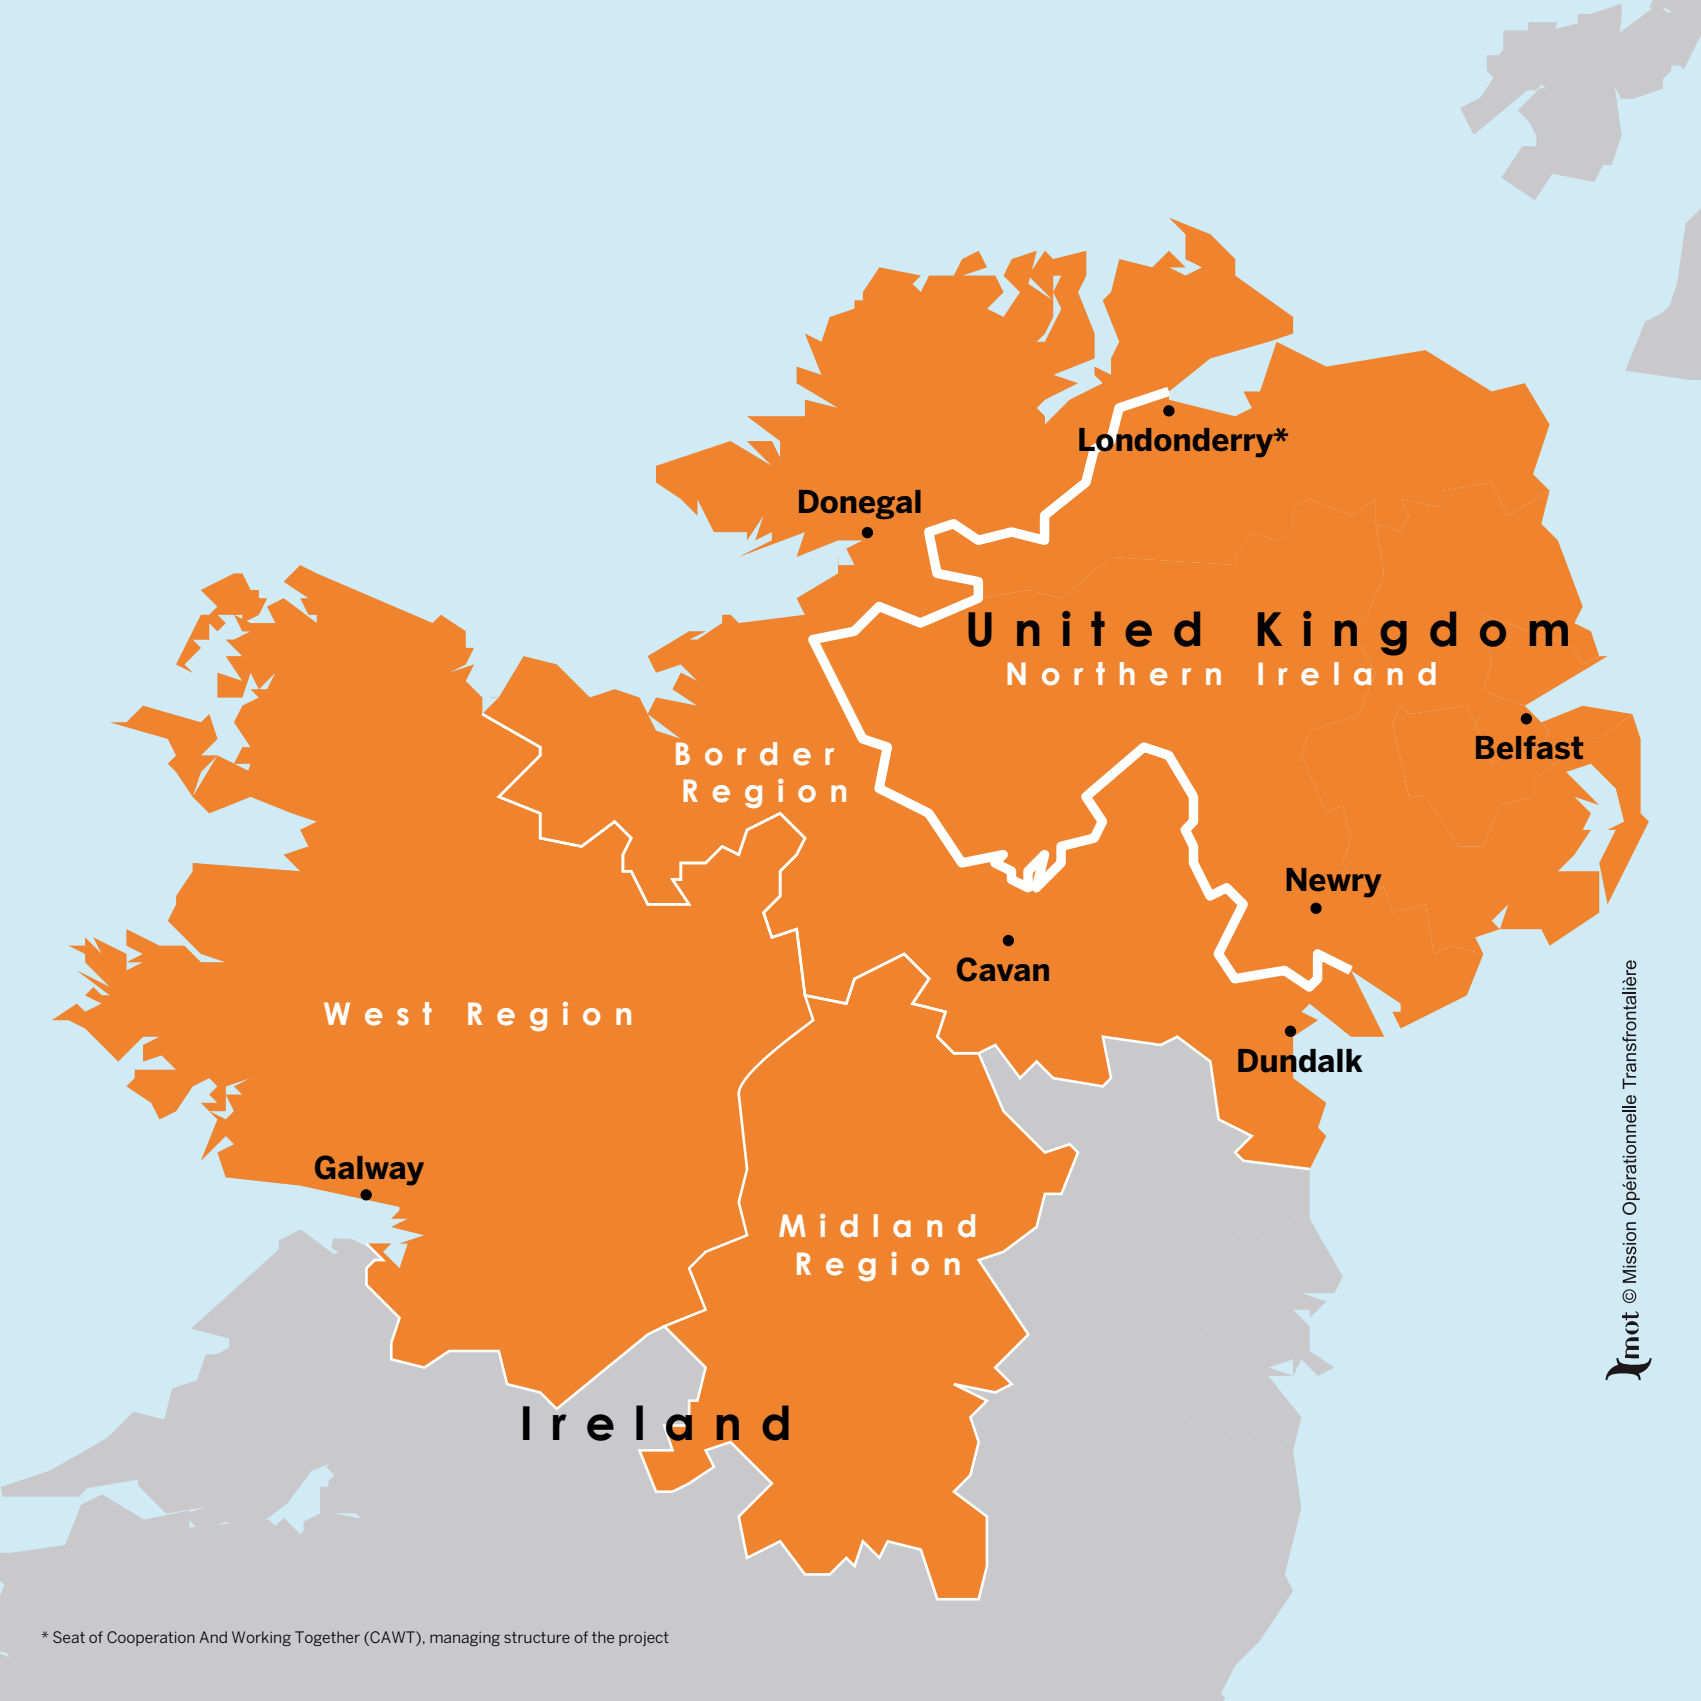 Londonderry*
Donegal
United Kingdom
Northern Ireland
Belfast
Border
Region
Newry
Cavan
West Region
Dundalk
Galway
Midland
Region
Ireland
mot © Mission Opérationnelle Transfrontalière
* Seat of Cooperation And Working Together (CAWT), managing structure of the project